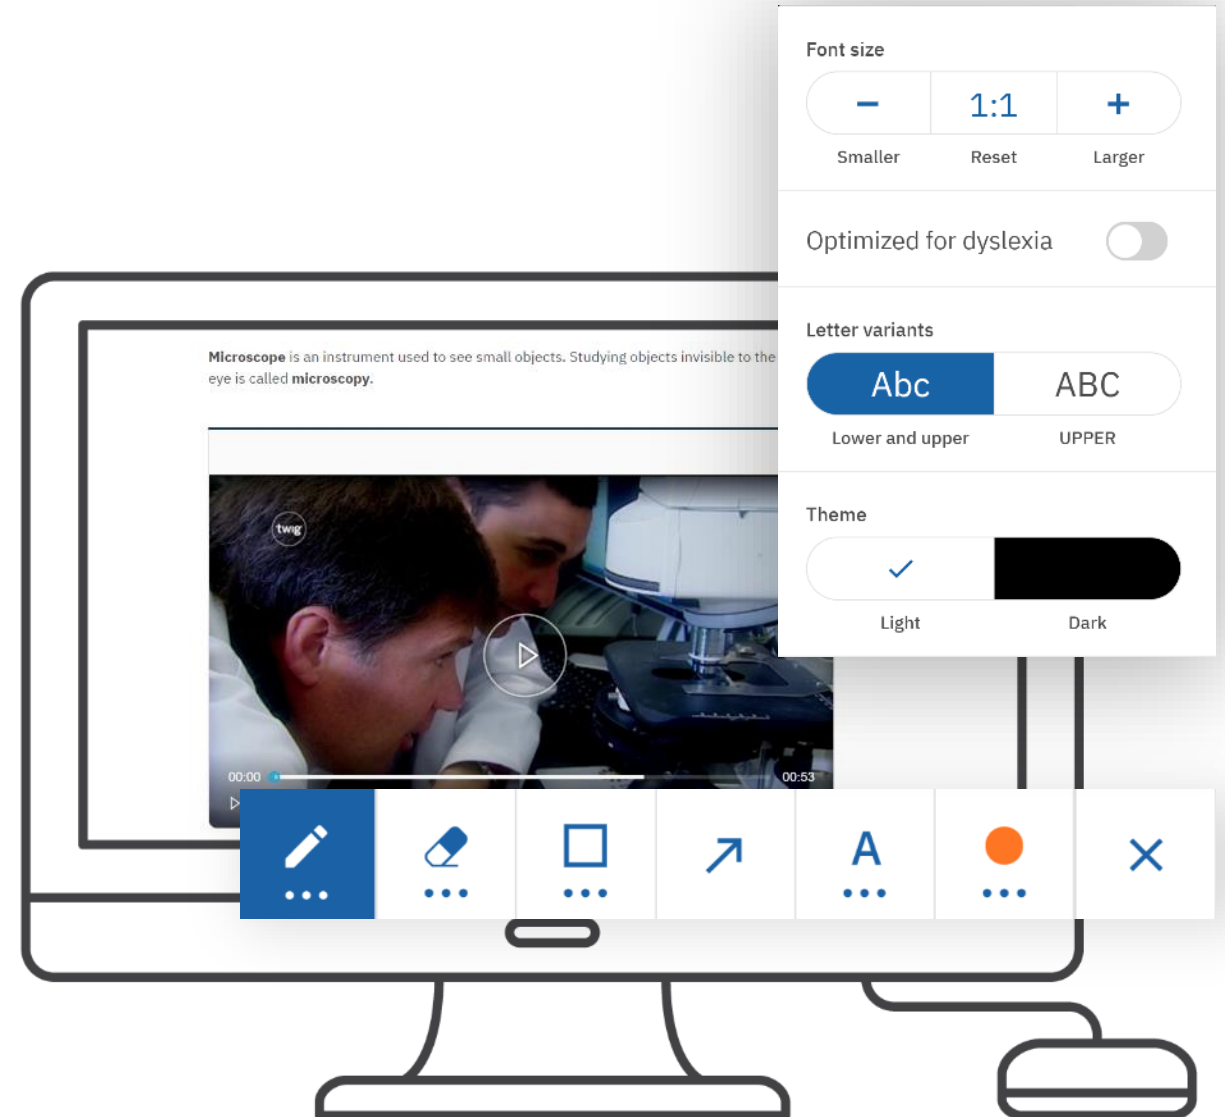 Font size
1:1
Smaller Reset Larger
Optimized for dyslexia
Letter variants
Abc ABC
Lower and upper UPPER
Theme
Light Dark
Microscope is an instrument used to see small objects. Studying objects invisible to the
eye is called microscopy.
twig
00:00 00:53
A